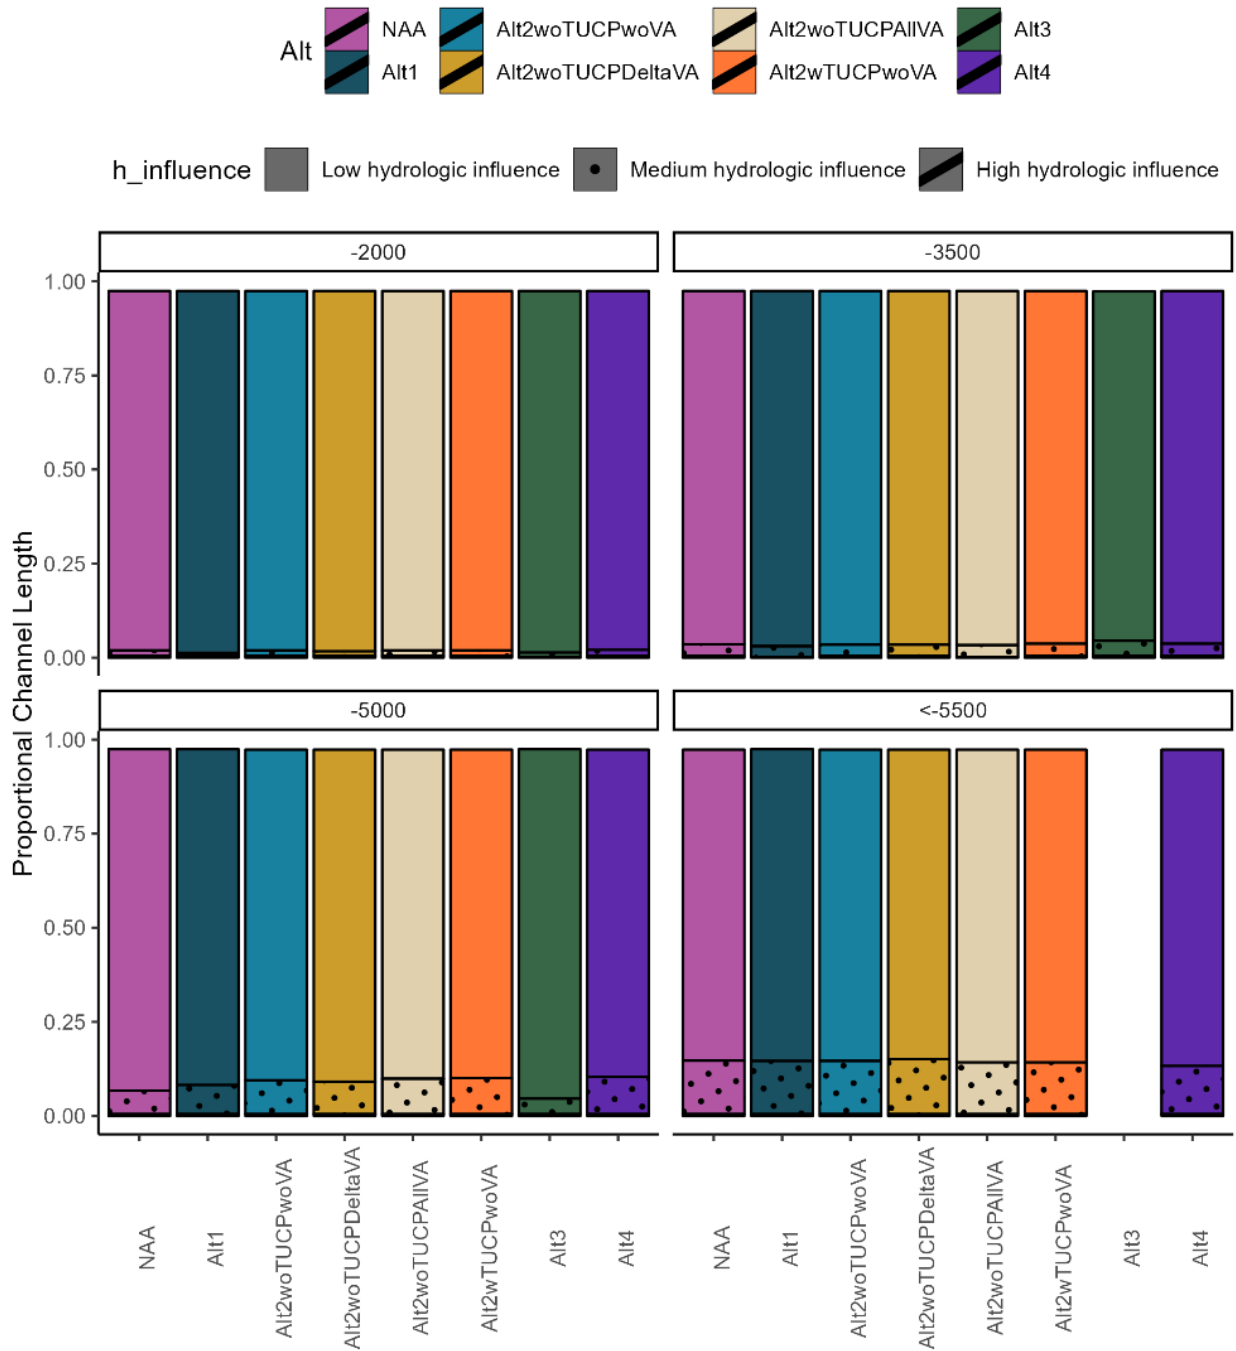 Alt
NAA
Alt2woTUCPwoVA
Alt2woTUCPAllVA
Alt3
Alt1
Alt2woTUCPDeltaVA
Alt2wTUCPwoVA
Alt4
h_influence
Low hydrologic influence
Medium hydrologic influence
High hydrologic influence
Proportional Channel Length
-2000
-3500
1.00
0.75
0.50
0.25
0.00
-5000
<-5500
1.00
0.75
0.50
0.25
0.00
NAA
Alt1
Alt2woTUCPwoVA
Alt2woTUCPDeltaVA
Alt2woTUCPAllVA
Alt2wTUCPwoVA
Alt3
Alt4
NAA
Alt1
Alt2woTUCPwoVA
Alt2woTUCPDeltaVA
Alt2woTUCPAllVA
Alt2wTUCPwoVA
Alt3
Alt4